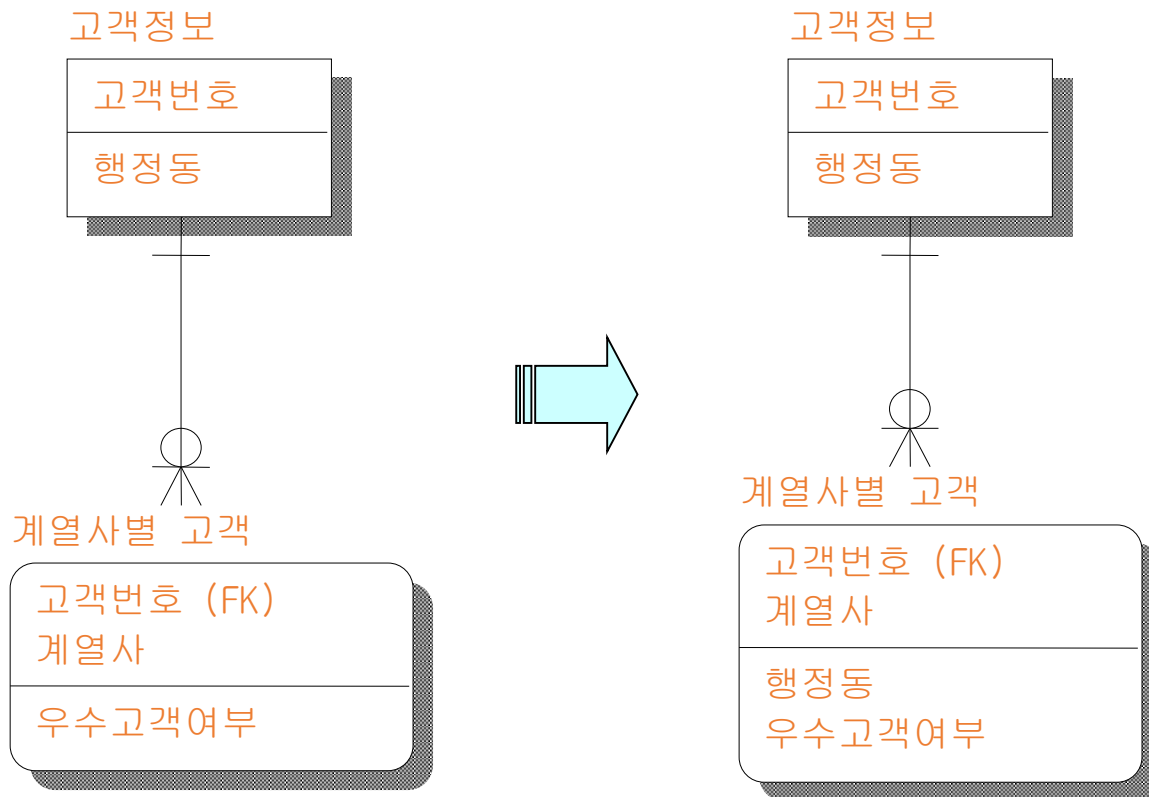 고객정보
고객번호
행정동
계열사별 고객
고객번호 (FK)
계열사
우수고객여부
고객정보
고객번호
행정동
계열사별 고객
고객번호 (FK)
계열사
행정동
우수고객여부